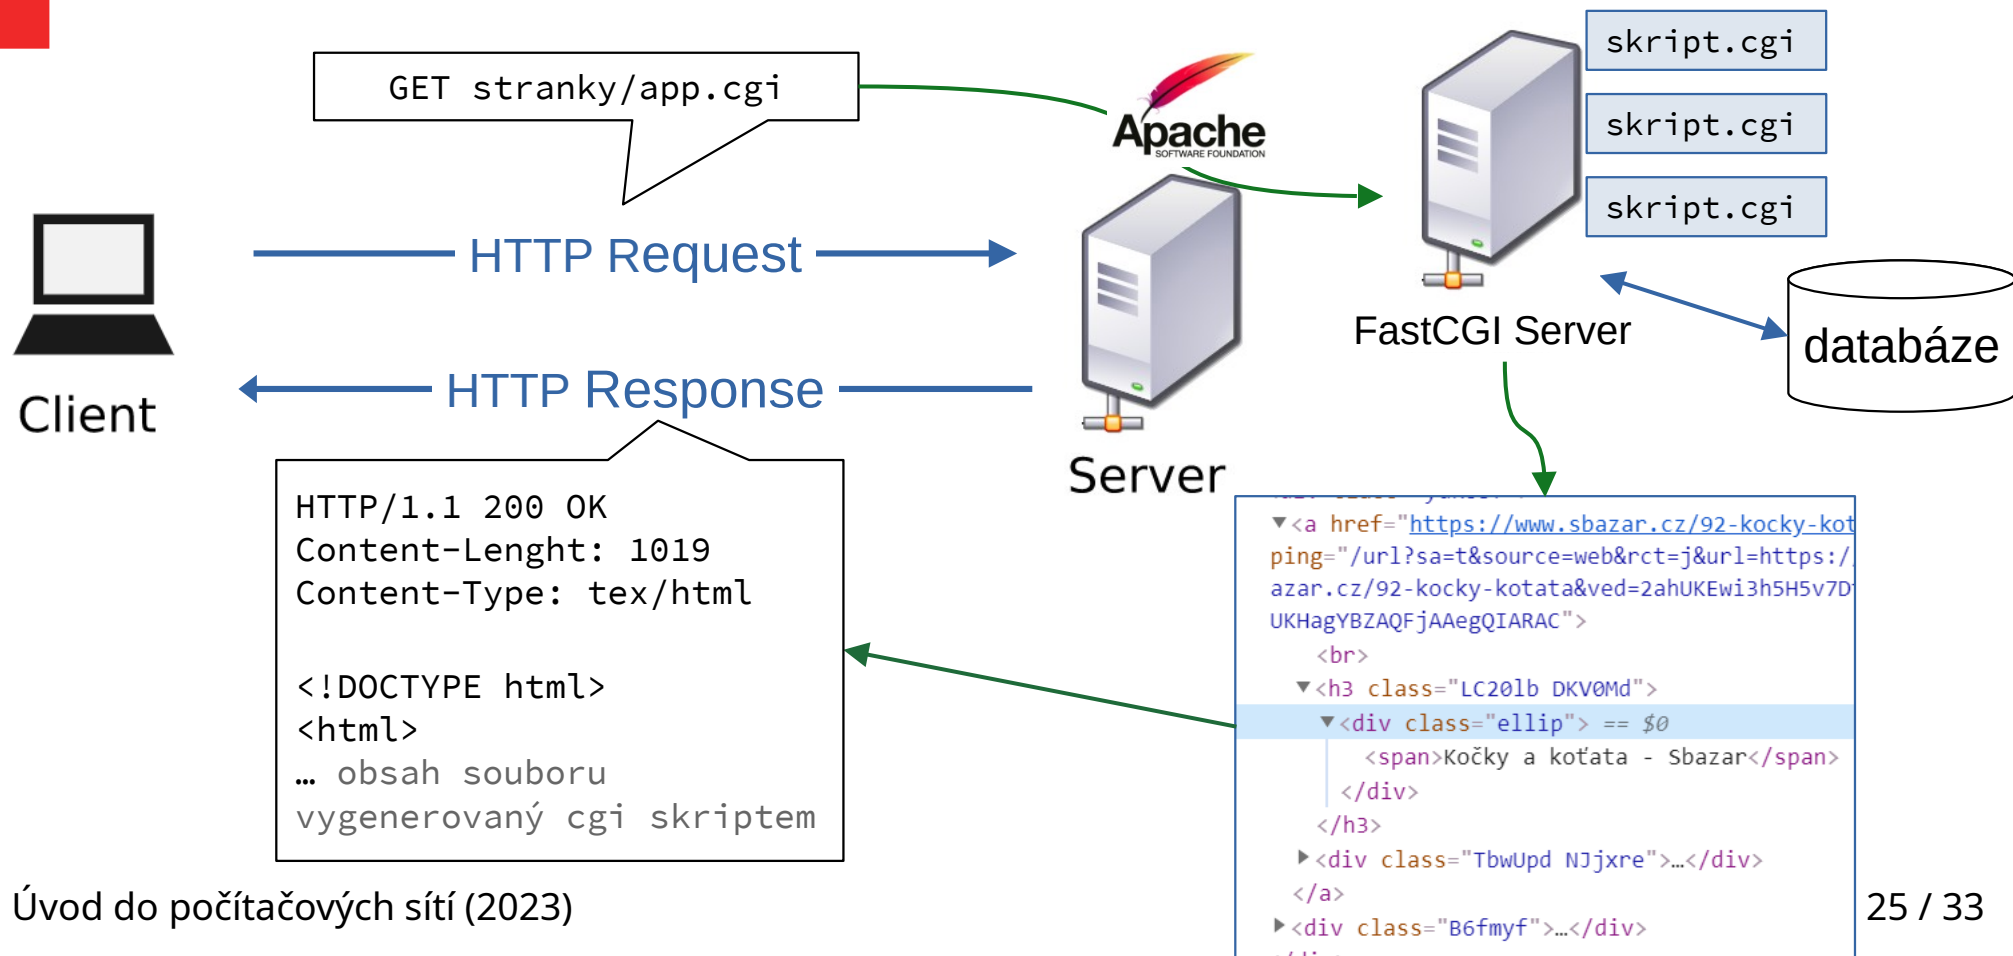 GET stranky/app.cgi
Apache
SOFTWARE FOUNDATION
skript.cgi
skript.cgi
skript.cgi
HTTP Request
FastCGI Server
databáze
HTTP Response
Client
Server
HTTP/1.1 200 OK
Content-Lenght: 1019
Content-Type: tex/html
<!DOCTYPE html>
<html>
… obsah souboru
vygenerovaný cgi skriptem
▼<a href="https://www.sbazar.cz/92-kocky-kot
ping="/url?sa=t&source=web&rct=j&url=https:/
azar.cz/92-kocky-kotata&ved=2ahUKEwi3h5H5v7D
UKHagYBZAQFjAAegQIARAC">
<br>
▼<h3 class="LC20lb DKV0Md">
▼<div class="ellip"> == $0
<span>Kočky a koťata - Sbazar</span>
</div>
</h3>
▶<div class="TbwUpd NJjxre">…</div>
</a>
▶<div class="B6fmyf">…</div>
Úvod do počítačových sítí (2023)
25 / 33